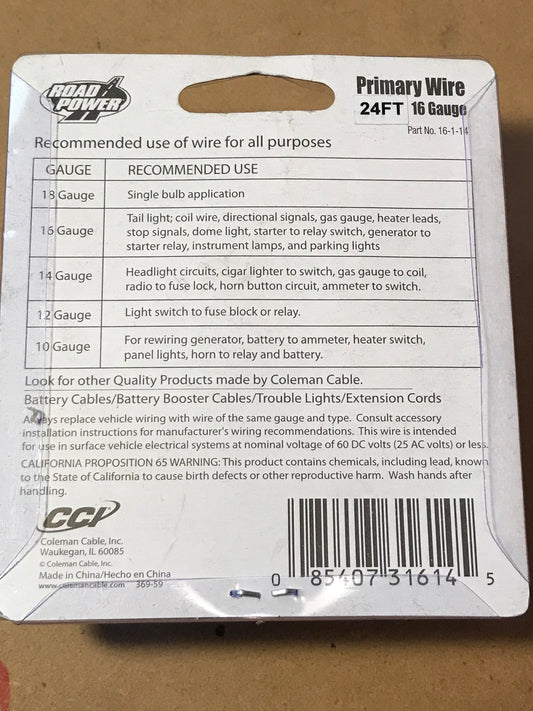 ROAD
POWER
Primary Wire
24FT 16 Gauge
Part No. 16-1-14
Recommended use of wire for all purposes
GAUGE RECOMMENDED USE
18 Gauge Single bulb application
16 Gauge Tail light; coil wire, directional signals, gas gauge, heater leads,
stop signals, dome light, starter to relay switch, generator to
starter relay, instrument lamps, and parking lights
14 Gauge Headlight circuits, cigar lighter to switch, gas gauge to coil,
radio to fuse lock, horn button circuit, ammeter to switch.
12 Gauge Light switch to fuse block or relay.
10 Gauge For rewiring generator, battery to ammeter, heater switch,
panel lights, horn to relay and battery.
Look for other Quality Products made by Coleman Cable.
Battery Cables/Battery Booster Cables/Trouble Lights/Extension Cords
Always replace vehicle wiring with wire of the same gauge and type. Consult accessory
installation instructions for manufacturer's wiring recommendations. This wire is intended
for use in surface vehicle electrical systems at nominal voltage of 60 DC volts (25 AC volts) or less.
CALIFORNIA PROPOSITION 65 WARNING: This product contains chemicals, including lead, known
to the State of California to cause birth defects or other reproductive harm. Wash hands after
handling.
CCI
Coleman Cable, Inc.
Waukegan, IL 60085
© Coleman Cable, Inc.
Made in China/Hecho en China
www.colemancable.com 369-59
0 85407 31614 5